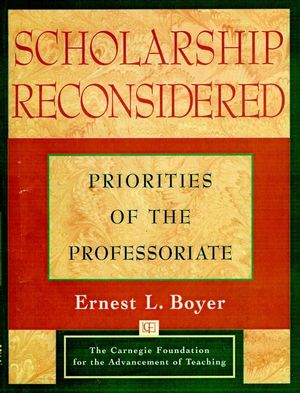 SCHOLARSHIP
RECONSIDERED
PRIORITIES
OF THE
PROFESSORIATE
Ernest L. Boyer
The Carnegie Foundation
for the Advancement of Teaching